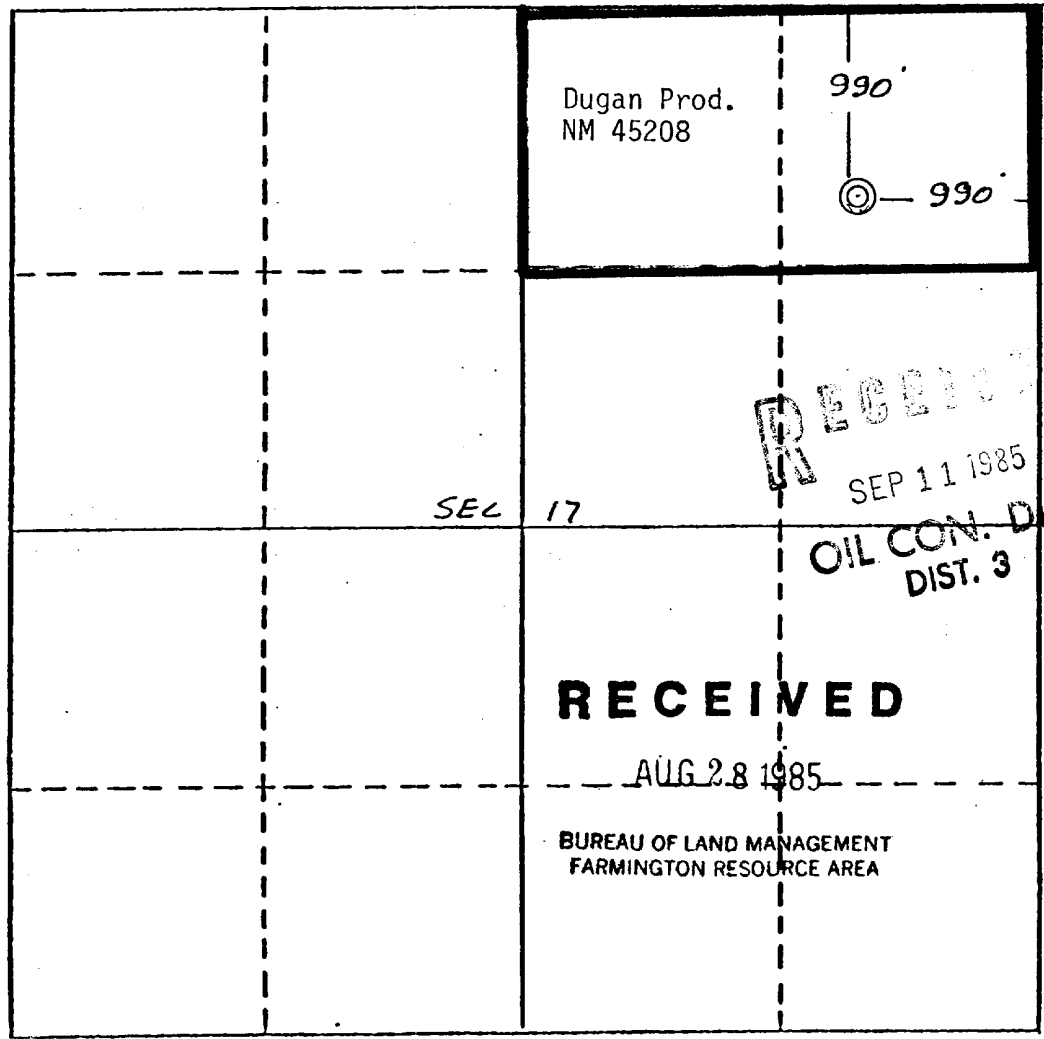 Dugan Prod.
NM 45208
990'
990'
SEC 17
SEP 11 1985
OIL CON. D
DIST. 3
RECEIVED
AUG 28 1985
BUREAU OF LAND MANAGEMENT
FARMINGTON RESOURCE AREA